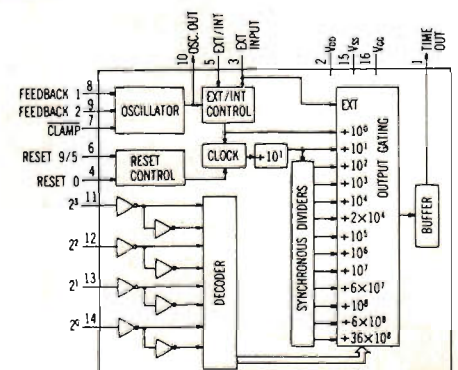 10 OSC. OUT
5 EXT/INT
3 EXT INPUT
2 VDD
15 VSS
16 VGG
1 TIME OUT
FEEDBACK 1 8
FEEDBACK 2 9
CLAMP 7
OSCILLATOR
EXT/INT CONTROL
RESET 9/5 6
RESET 0 4
RESET CONTROL
CLOCK
÷10¹
2³ 11
2² 12
2¹ 13
2⁰ 14
DECODER
SYNCHRONOUS DIVIDERS
EXT
÷10⁰
÷10¹
÷10²
÷10³
÷10⁴
÷2×10⁴
÷10⁵
÷10⁶
÷10⁷
÷6×10⁷
÷10⁸
÷6×10⁸
÷36×10⁸
OUTPUT GATING
BUFFER